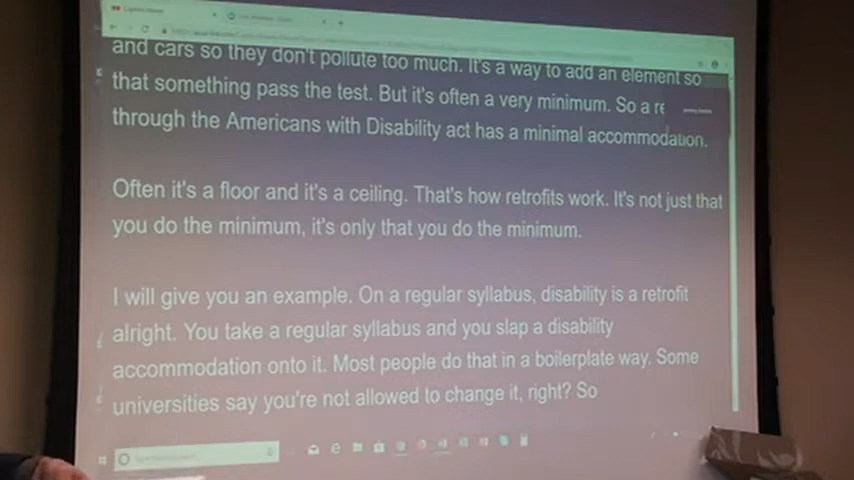 and cars so they don't pollute too much. It's a way to add an element so
that something pass the test. But it's often a very minimum. So a re
through the Americans with Disability act has a minimal accommodation.
Often it's a floor and it's a ceiling. That's how retrofits work. It's not just that
you do the minimum, it's only that you do the minimum.
I will give you an example. On a regular syllabus, disability is a retrofit
alright. You take a regular syllabus and you slap a disability
accommodation onto it. Most people do that in a boilerplate way. Some
universities say you're not allowed to change it, right? So